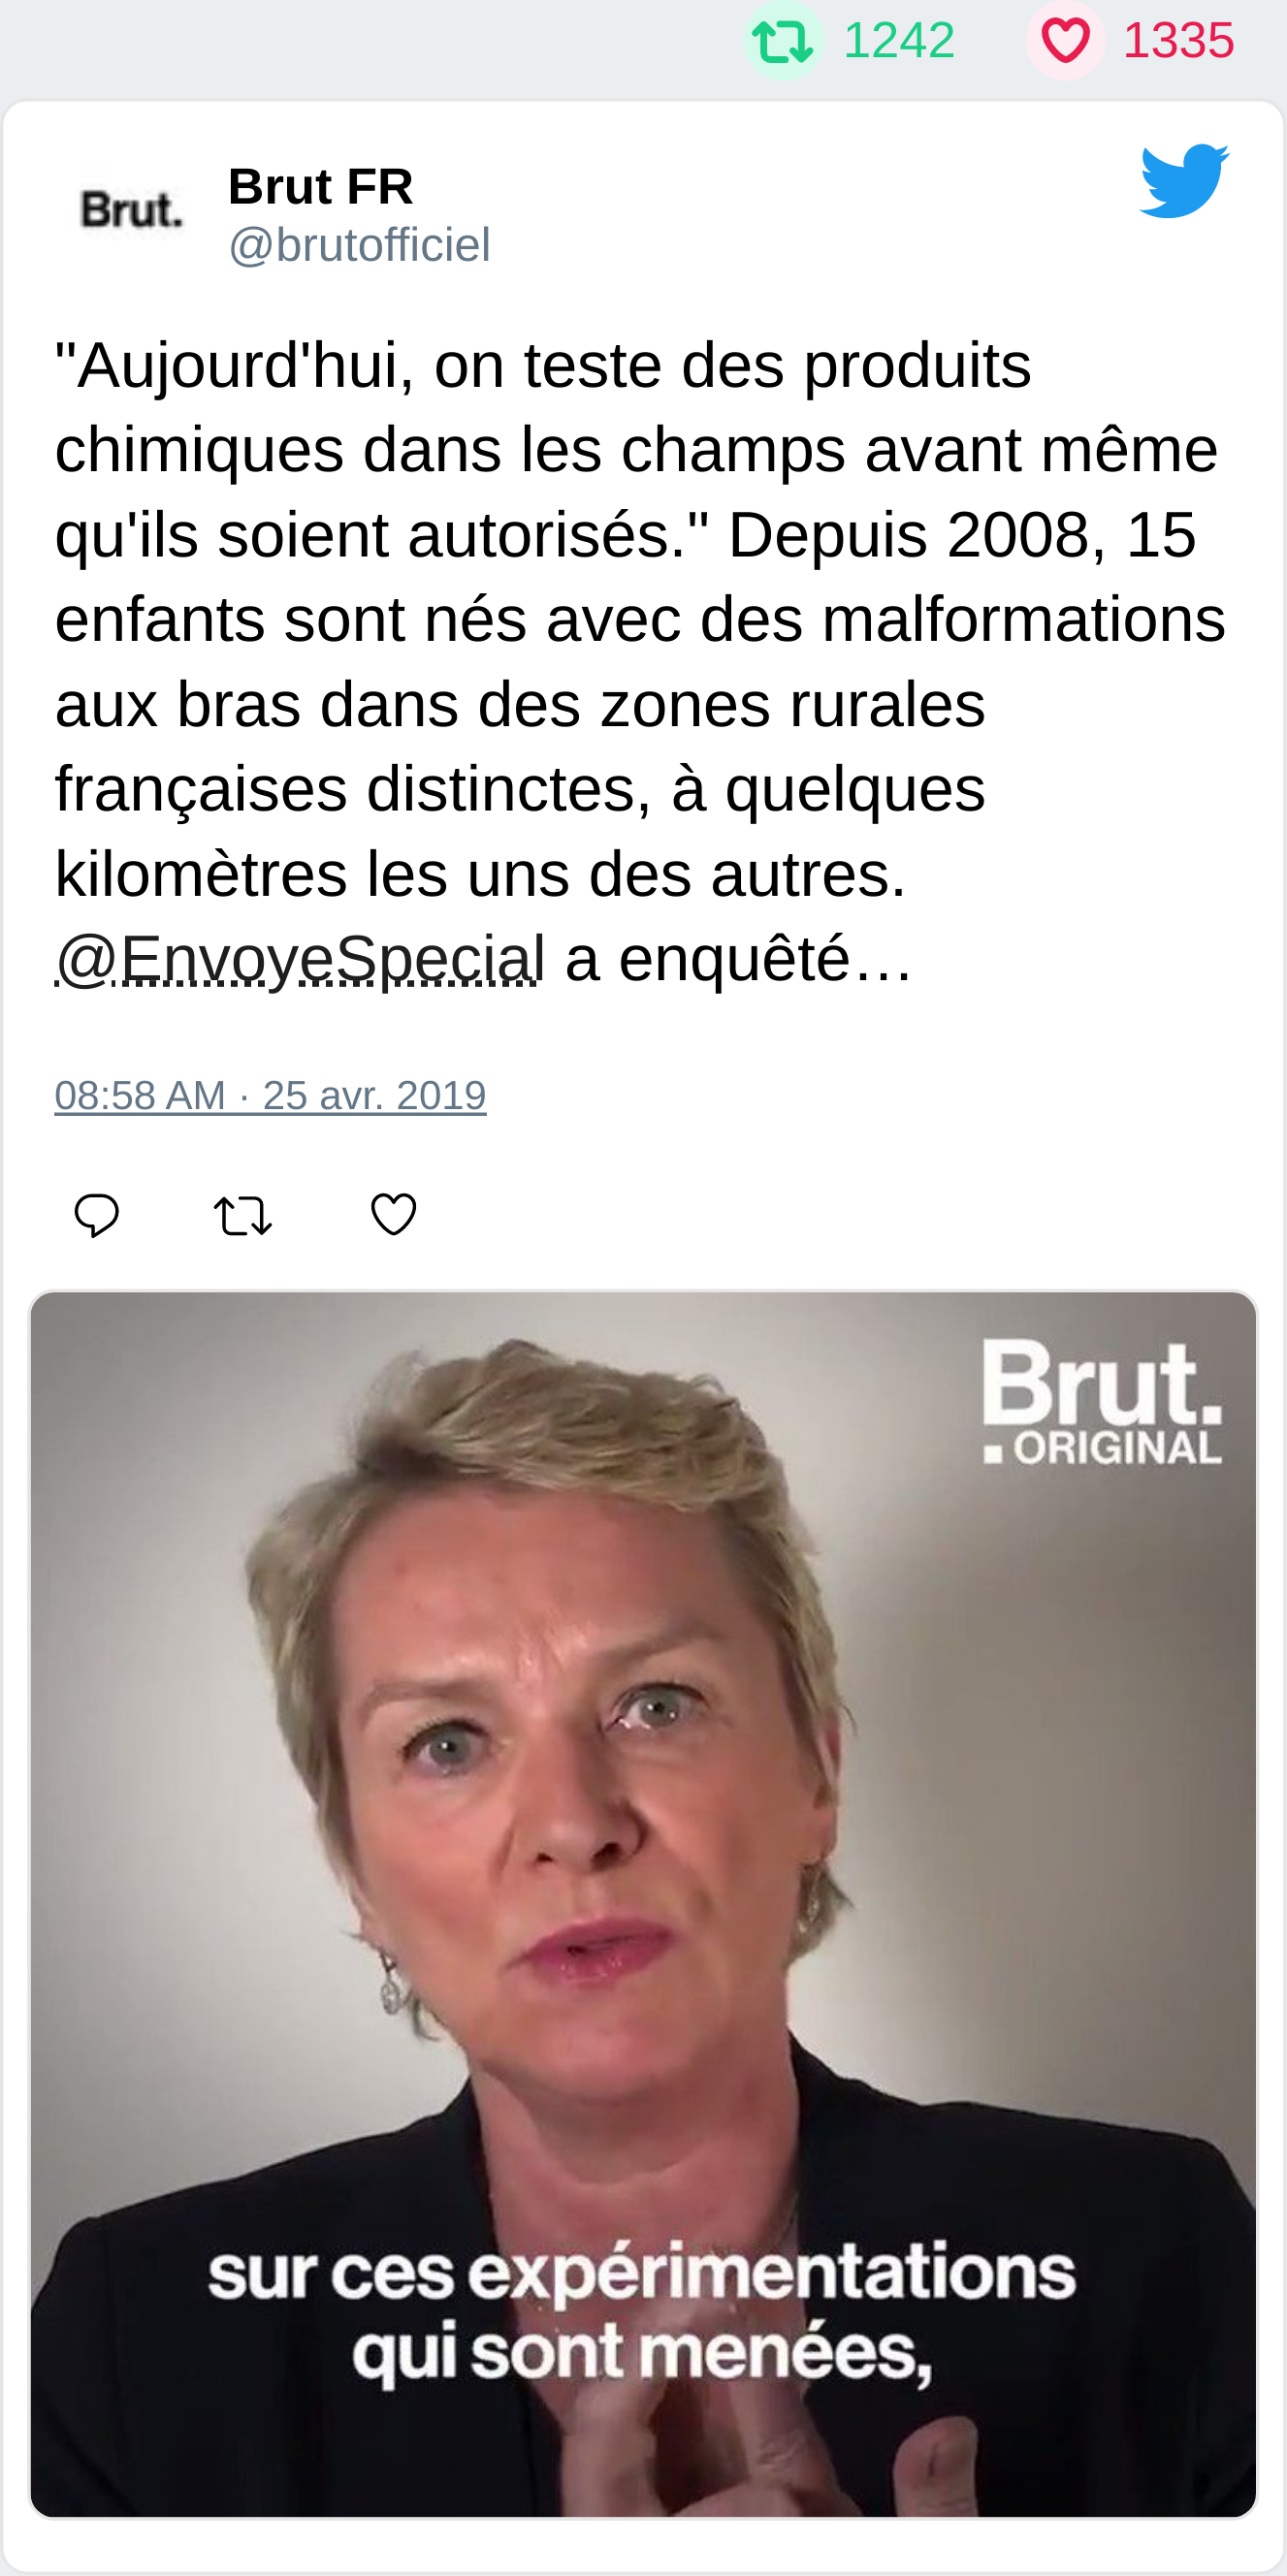 1242 1335
Brut.
Brut FR
@brutofficiel
"Aujourd'hui, on teste des produits
chimiques dans les champs avant même
qu'ils soient autorisés." Depuis 2008, 15
enfants sont nés avec des malformations
aux bras dans des zones rurales
françaises distinctes, à quelques
kilomètres les uns des autres.
@EnvoyeSpecial a enquêté…
08:58 AM · 25 avr. 2019
Brut.
ORIGINAL
sur ces expérimentations
qui sont menées,